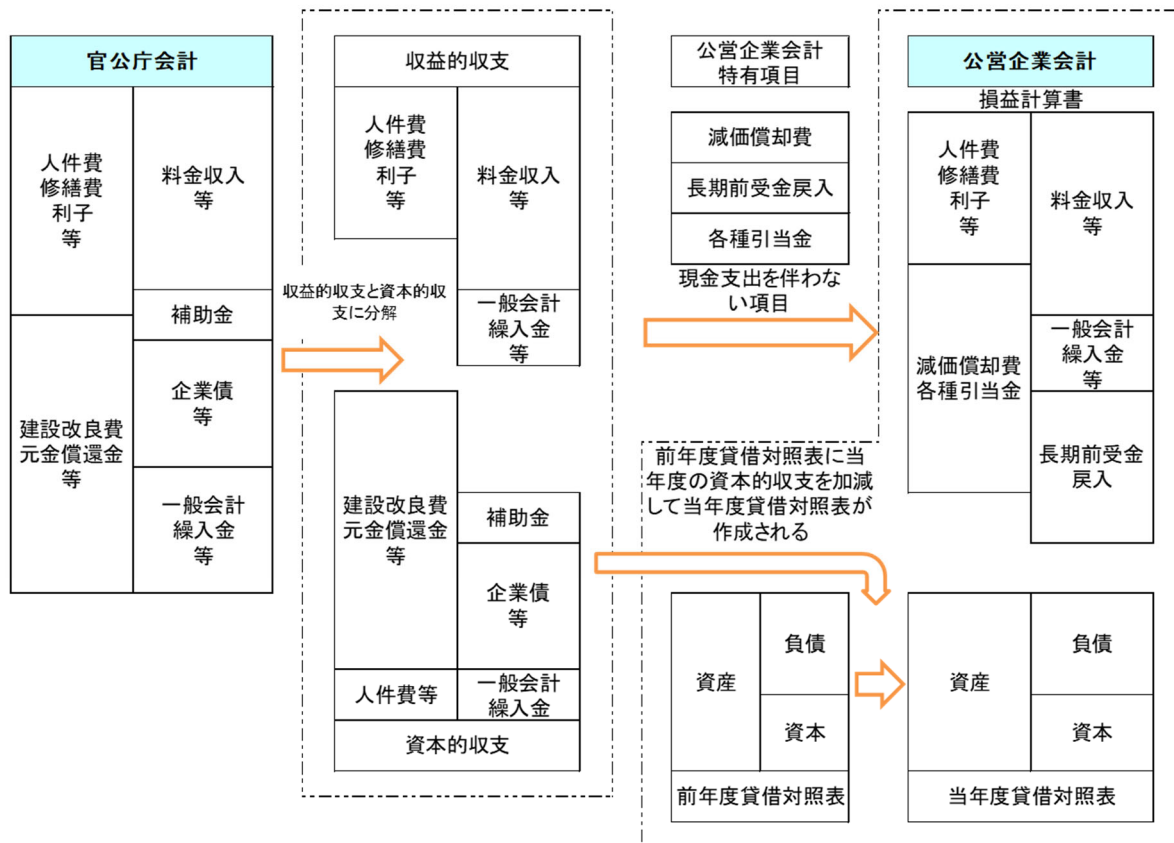 官公庁会計
人件費
修繕費
利子
等
料金収入
等
補助金
建設改良費
元金償還金
等
企業債
等
一般会計
繰入金
等
収益的収支と資本的収
支に分解
収益的収支
人件費
修繕費
利子
等
料金収入
等
一般会計
繰入金
等
建設改良費
元金償還金
等
補助金
企業債
等
人件費等
一般会計
繰入金
資本的収支
公営企業会計
特有項目
減価償却費
長期前受金戻入
各種引当金
現金支出を伴わな
い項目
公営企業会計
損益計算書
人件費
修繕費
利子
等
料金収入
等
減価償却費
各種引当金
一般会計
繰入金
等
長期前受金
戻入
前年度貸借対照表に当
年度の資本的収支を加減
して当年度貸借対照表が
作成される
資産
負債
資本
前年度貸借対照表
資産
負債
資本
当年度貸借対照表